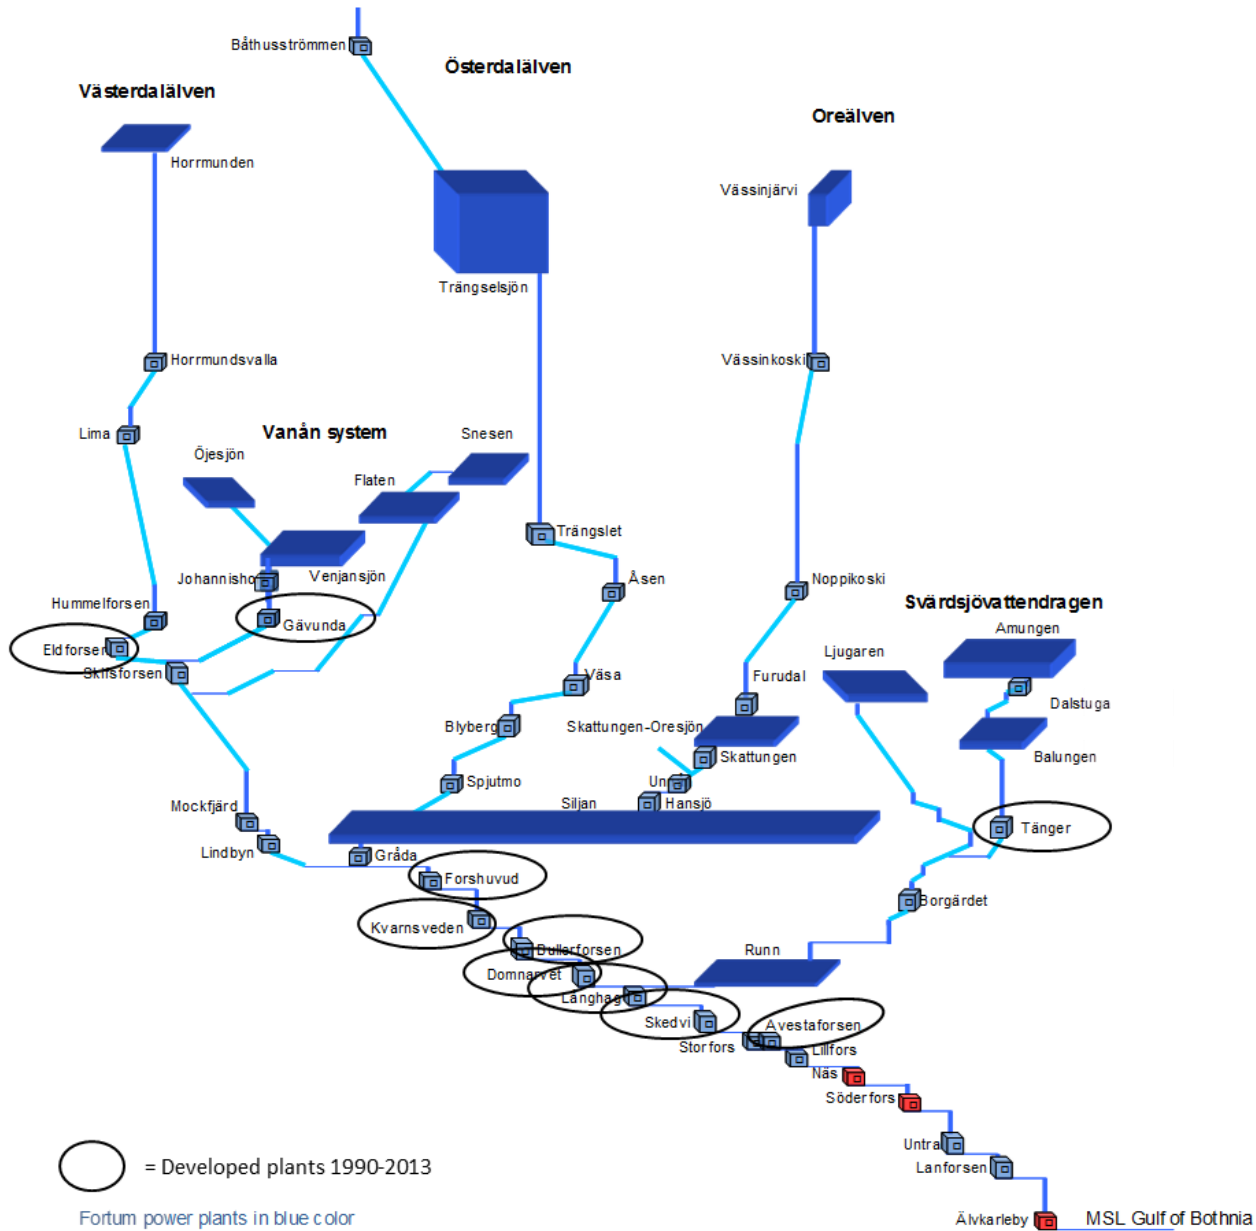 Båthusströmmen
Österdalälven
Västerdalälven
Oreälven
Horrmunden
Vässinjärvi
Trängselsjön
Horrmundsvalla
Vässinkoski
Lima
Vanån system
Snesen
Öjesjön
Flaten
Trängslet
Johannisho
Venjansjön
Åsen
Noppikoski
Hummelforsen
Gävunda
Svärdsjövattendragen
Eldforsen
Amungen
Ljugaren
Skifsforsen
Väsa
Furudal
Dalstuga
Blyberg
Skattungen-Oresjön
Skattungen
Balungen
Spjutmo
Hansjö
Mockfjärd
Siljan
Tänger
Lindbyn
Gråda
Forshuvud
Borgärdet
Kvarnsveden
Bullerforsen
Runn
Domnarvet
Långhag
Skedvi
Avestaforsen
Storfors
Lillfors
Näs
Söderfors
Untra
= Developed plants 1990-2013
Lanforsen
Fortum power plants in blue color
Älvkarleby
MSL Gulf of Bothnia